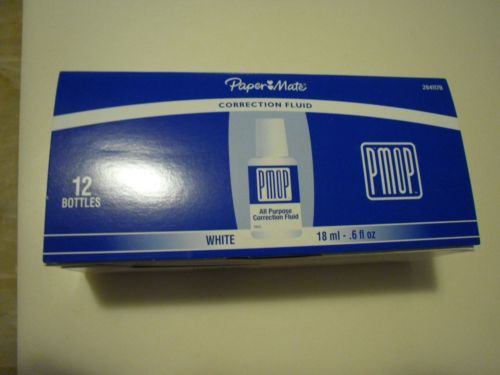 Paper Mate
CORRECTION FLUID
12
BOTTLES
PMOP
All Purpose
Correction Fluid
PMOP
WHITE
18 ml - .6 fl oz